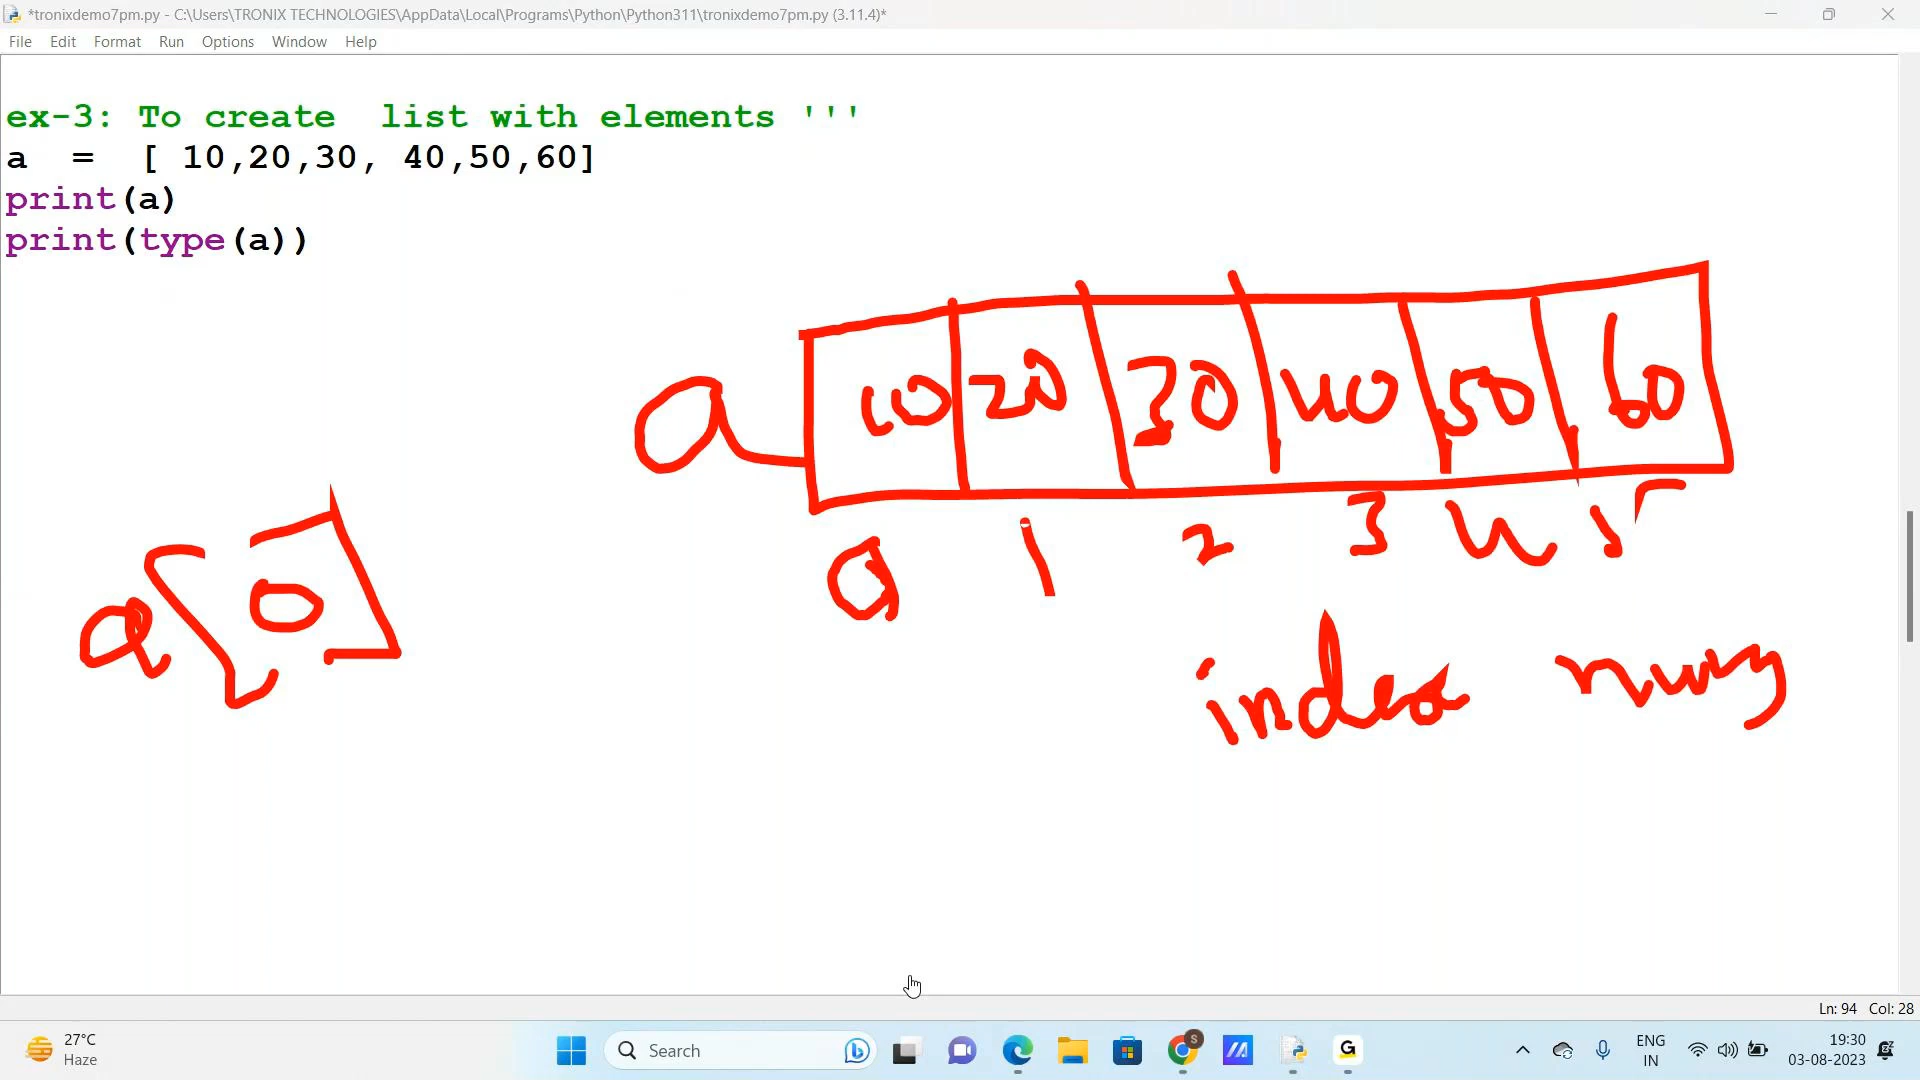 *tronixdemo7pm.py - C:\Users\TRONIX TECHNOLOGIES\AppData\Local\Programs\Python\Python311\tronixdemo7pm.py (3.11.4)*
File Edit Format Run Options Window Help
ex-3: To create list with elements '''
a = [ 10,20,30, 40,50,60]
print(a)
print(type(a))
a 10 20 30 40 50 60
0 1 2 3 4 5
a[0]
index
Ln: 94 Col: 28
27°C
Haze
Search
S
G
ENG
IN
19:30
03-08-2023